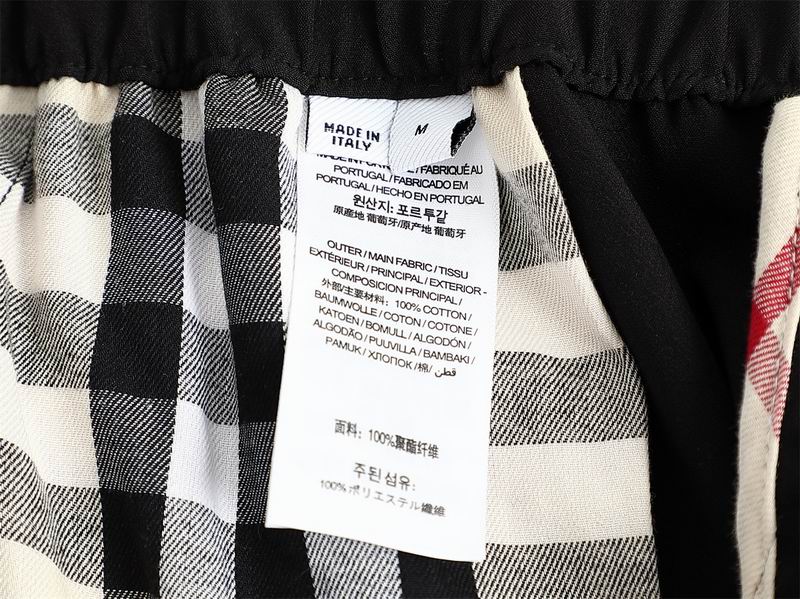 MADE IN
ITALY
M
MADE IN PORT / FABRIQUÉ AU
PORTUGAL / FABRICADO EM
PORTUGAL / HECHO EN PORTUGAL
원산지: 포르투갈
原産地 葡萄牙/原产地 葡萄牙
OUTER / MAIN FABRIC / TISSU
EXTÉRIEUR / PRINCIPAL / EXTERIOR -
COMPOSICION PRINCIPAL /
外部/主要材料: 100% COTTON /
BAUMWOLLE / COTON / COTONE /
KATOEN / BOMULL / ALGODÓN /
ALGODÃO / PUUVILLA / BAMBAKI /
PAMUK / ХЛОПОК /棉/ قطن
面料: 100%聚酯纤维
주된섬유:
100%ポリエステル繊維